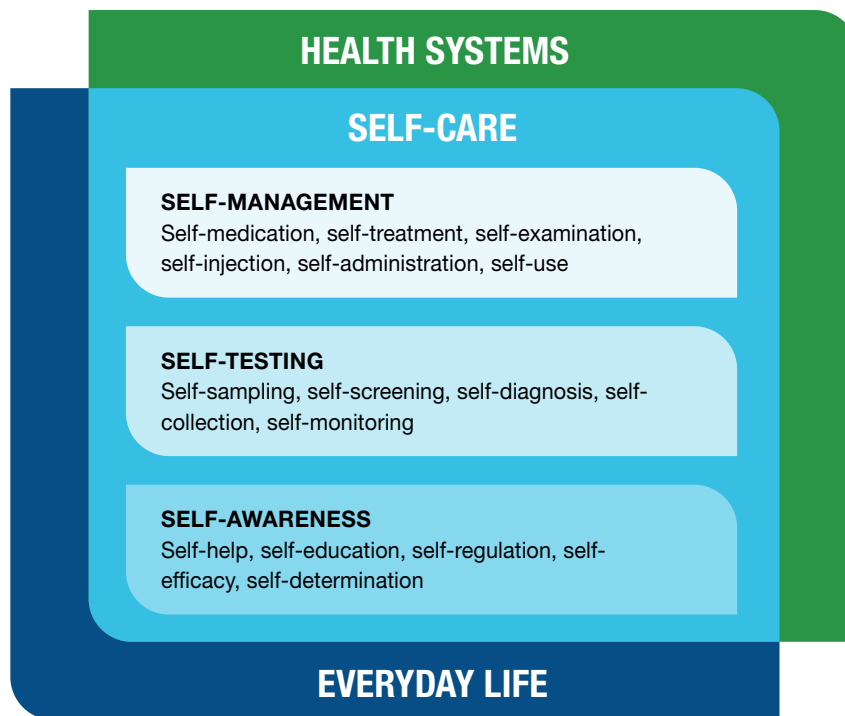 HEALTH SYSTEMS
SELF-CARE
SELF-MANAGEMENT
Self-medication, self-treatment, self-examination,
self-injection, self-administration, self-use
SELF-TESTING
Self-sampling, self-screening, self-diagnosis, self-
collection, self-monitoring
SELF-AWARENESS
Self-help, self-education, self-regulation, self-
efficacy, self-determination
EVERYDAY LIFE